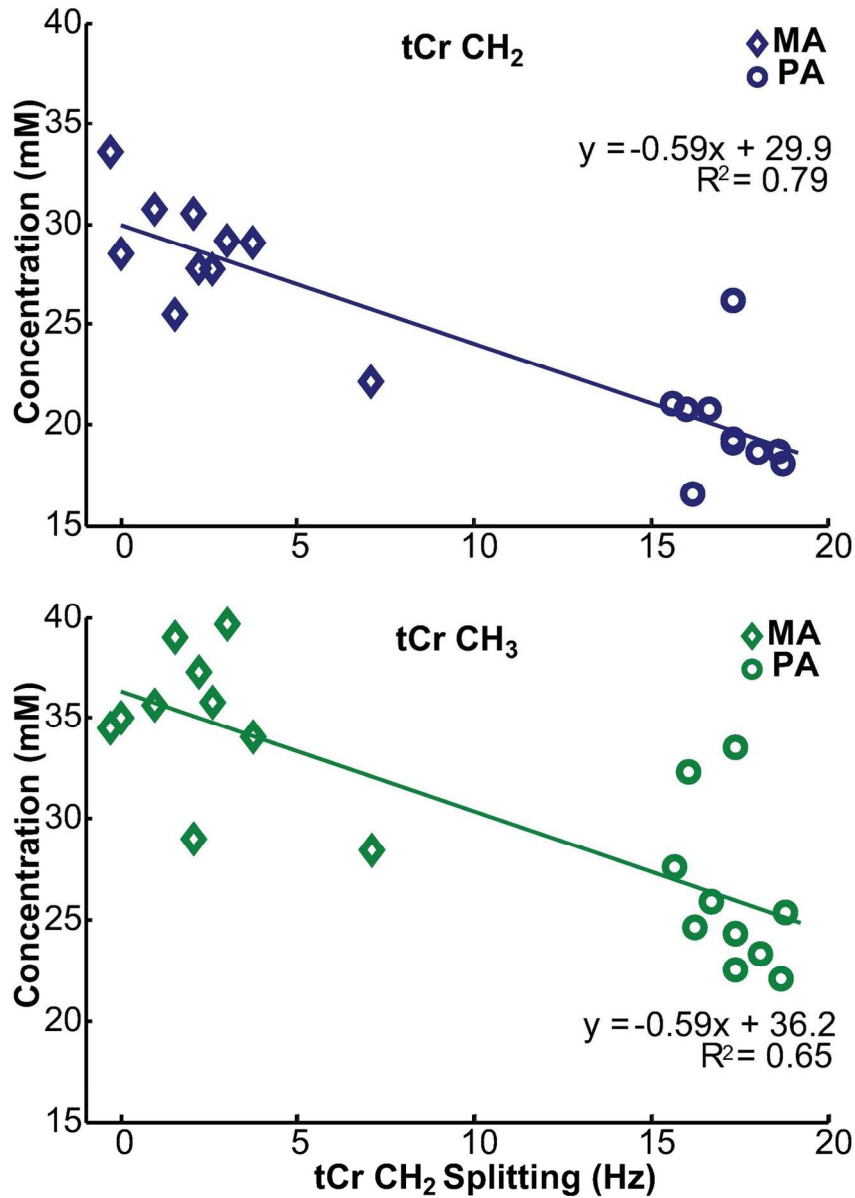 40
35
30
25
20
15
Concentration (mM)
tCr CH₂
MA
PA
y =-0.59x + 29.9
R²= 0.79
0 5 10 15 20
40
35
30
25
20
15
Concentration (mM)
tCr CH₃
MA
PA
y =-0.59x + 36.2
R²= 0.65
0 5 10 15 20
tCr CH₂ Splitting (Hz)